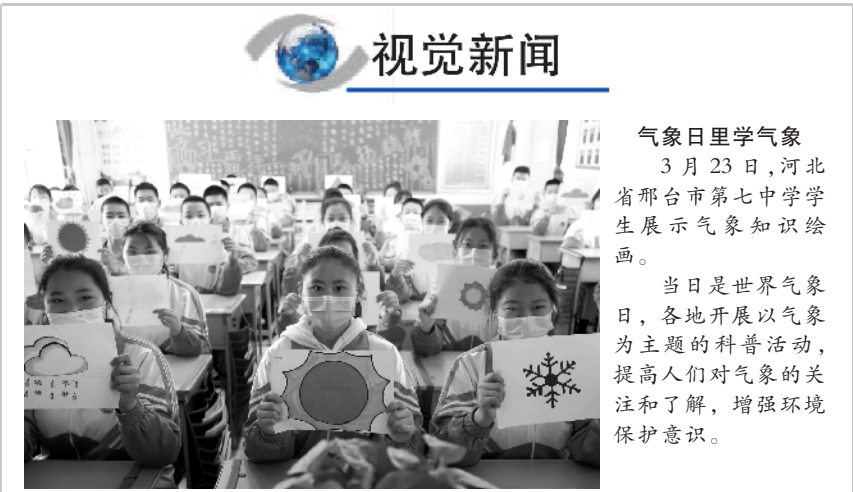 视觉新闻
气象日里学气象
3 月 23 日，河北
省邢台市第七中学学
生展示气象知识绘
画。
当日是世界气象
日，各地开展以气象
为主题的科普活动，
提高人们对气象的关
注和了解，增强环境
保护意识。